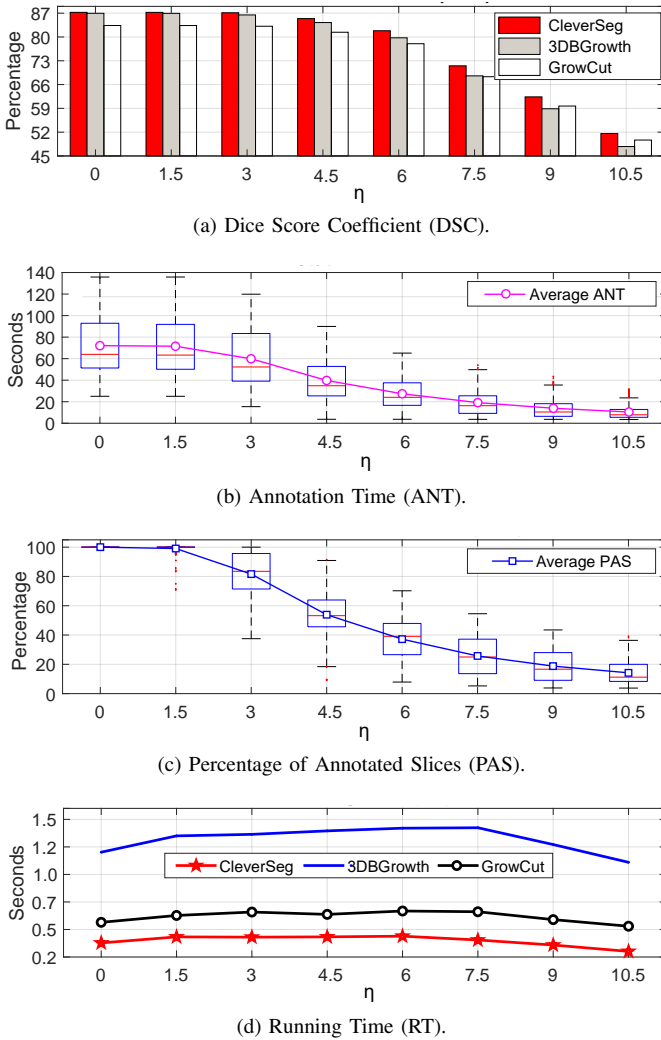 87
80
73
66
59
52
45
Percentage
CleverSeg
3DBGrowth
GrowCut
0 1.5 3 4.5 6 7.5 9 10.5
η
(a) Dice Score Coefficient (DSC).
140
120
100
80
60
40
20
0
Seconds
Average ANT
0 1.5 3 4.5 6 7.5 9 10.5
η
(b) Annotation Time (ANT).
100
80
60
40
20
0
Percentage
Average PAS
0 1.5 3 4.5 6 7.5 9 10.5
η
(c) Percentage of Annotated Slices (PAS).
1.5
1.2
1.0
0.7
0.5
0.2
Seconds
CleverSeg 3DBGrowth GrowCut
0 1.5 3 4.5 6 7.5 9 10.5
η
(d) Running Time (RT).